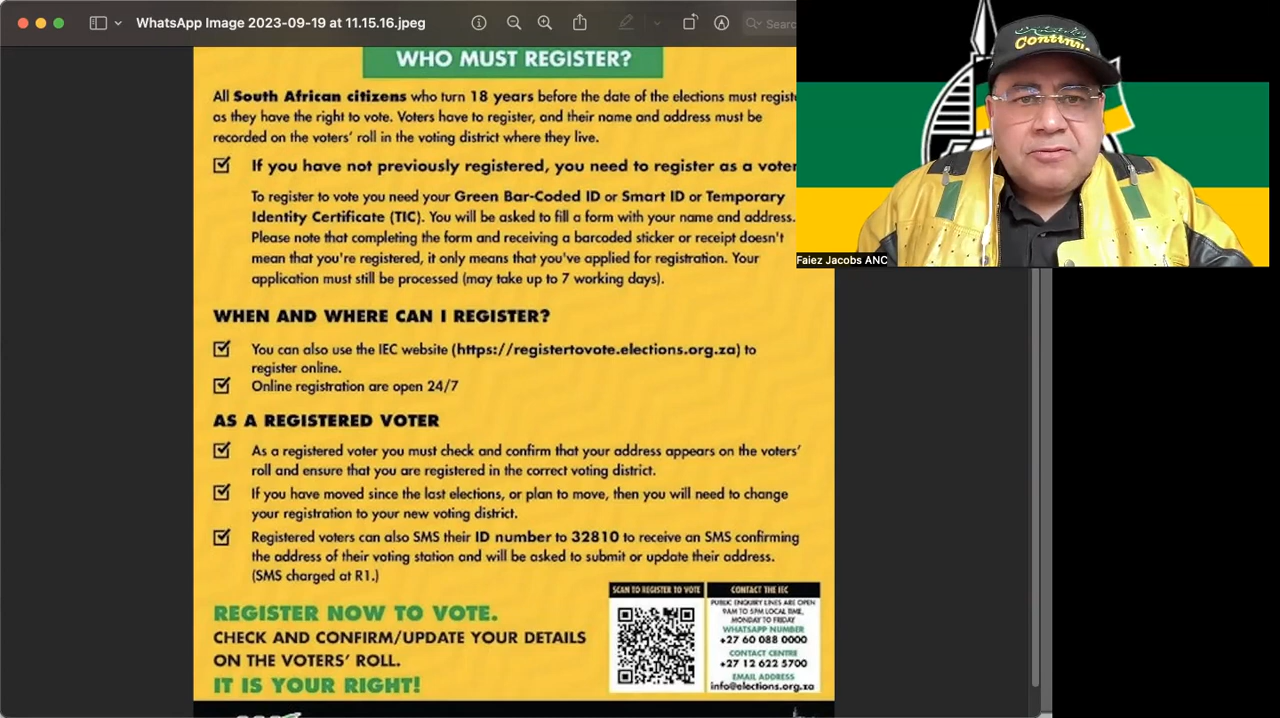 WhatsApp Image 2023-09-19 at 11.15.16.jpeg
Search
WHO MUST REGISTER?
All South African citizens who turn 18 years before the date of the elections must registe
as they have the right to vote. Voters have to register, and their name and address must be
recorded on the voters' roll in the voting district where they live.
If you have not previously registered, you need to register as a voter
To register to vote you need your Green Bar-Coded ID or Smart ID or Temporary
Identity Certificate (TIC). You will be asked to fill a form with your name and address.
Please note that completing the form and receiving a barcoded sticker or receipt doesn't
mean that you're registered, it only means that you've applied for registration. Your
application must still be processed (may take up to 7 working days).
WHEN AND WHERE CAN I REGISTER?
You can also use the IEC website (https://registertovote.elections.org.za) to
register online.
Online registration are open 24/7
AS A REGISTERED VOTER
As a registered voter you must check and confirm that your address appears on the voters'
roll and ensure that you are registered in the correct voting district.
If you have moved since the last elections, or plan to move, then you will need to change
your registration to your new voting district.
Registered voters can also SMS their ID number to 32810 to receive an SMS confirming
the address of their voting station and will be asked to submit or update their address.
(SMS charged at R1.)
REGISTER NOW TO VOTE.
CHECK AND CONFIRM/UPDATE YOUR DETAILS
ON THE VOTERS' ROLL.
IT IS YOUR RIGHT!
SCAN TO REGISTER TO VOTE
CONTACT THE IEC
PUBLIC ENQUIRY LINES ARE OPEN
9AM TO 5PM LOCAL TIME,
MONDAY TO FRIDAY
WHATSAPP NUMBER
+27 60 088 0000
CONTACT CENTRE
+27 12 622 5700
EMAIL ADDRESS
info@elections.org.za
Continu
Faiez Jacobs ANC